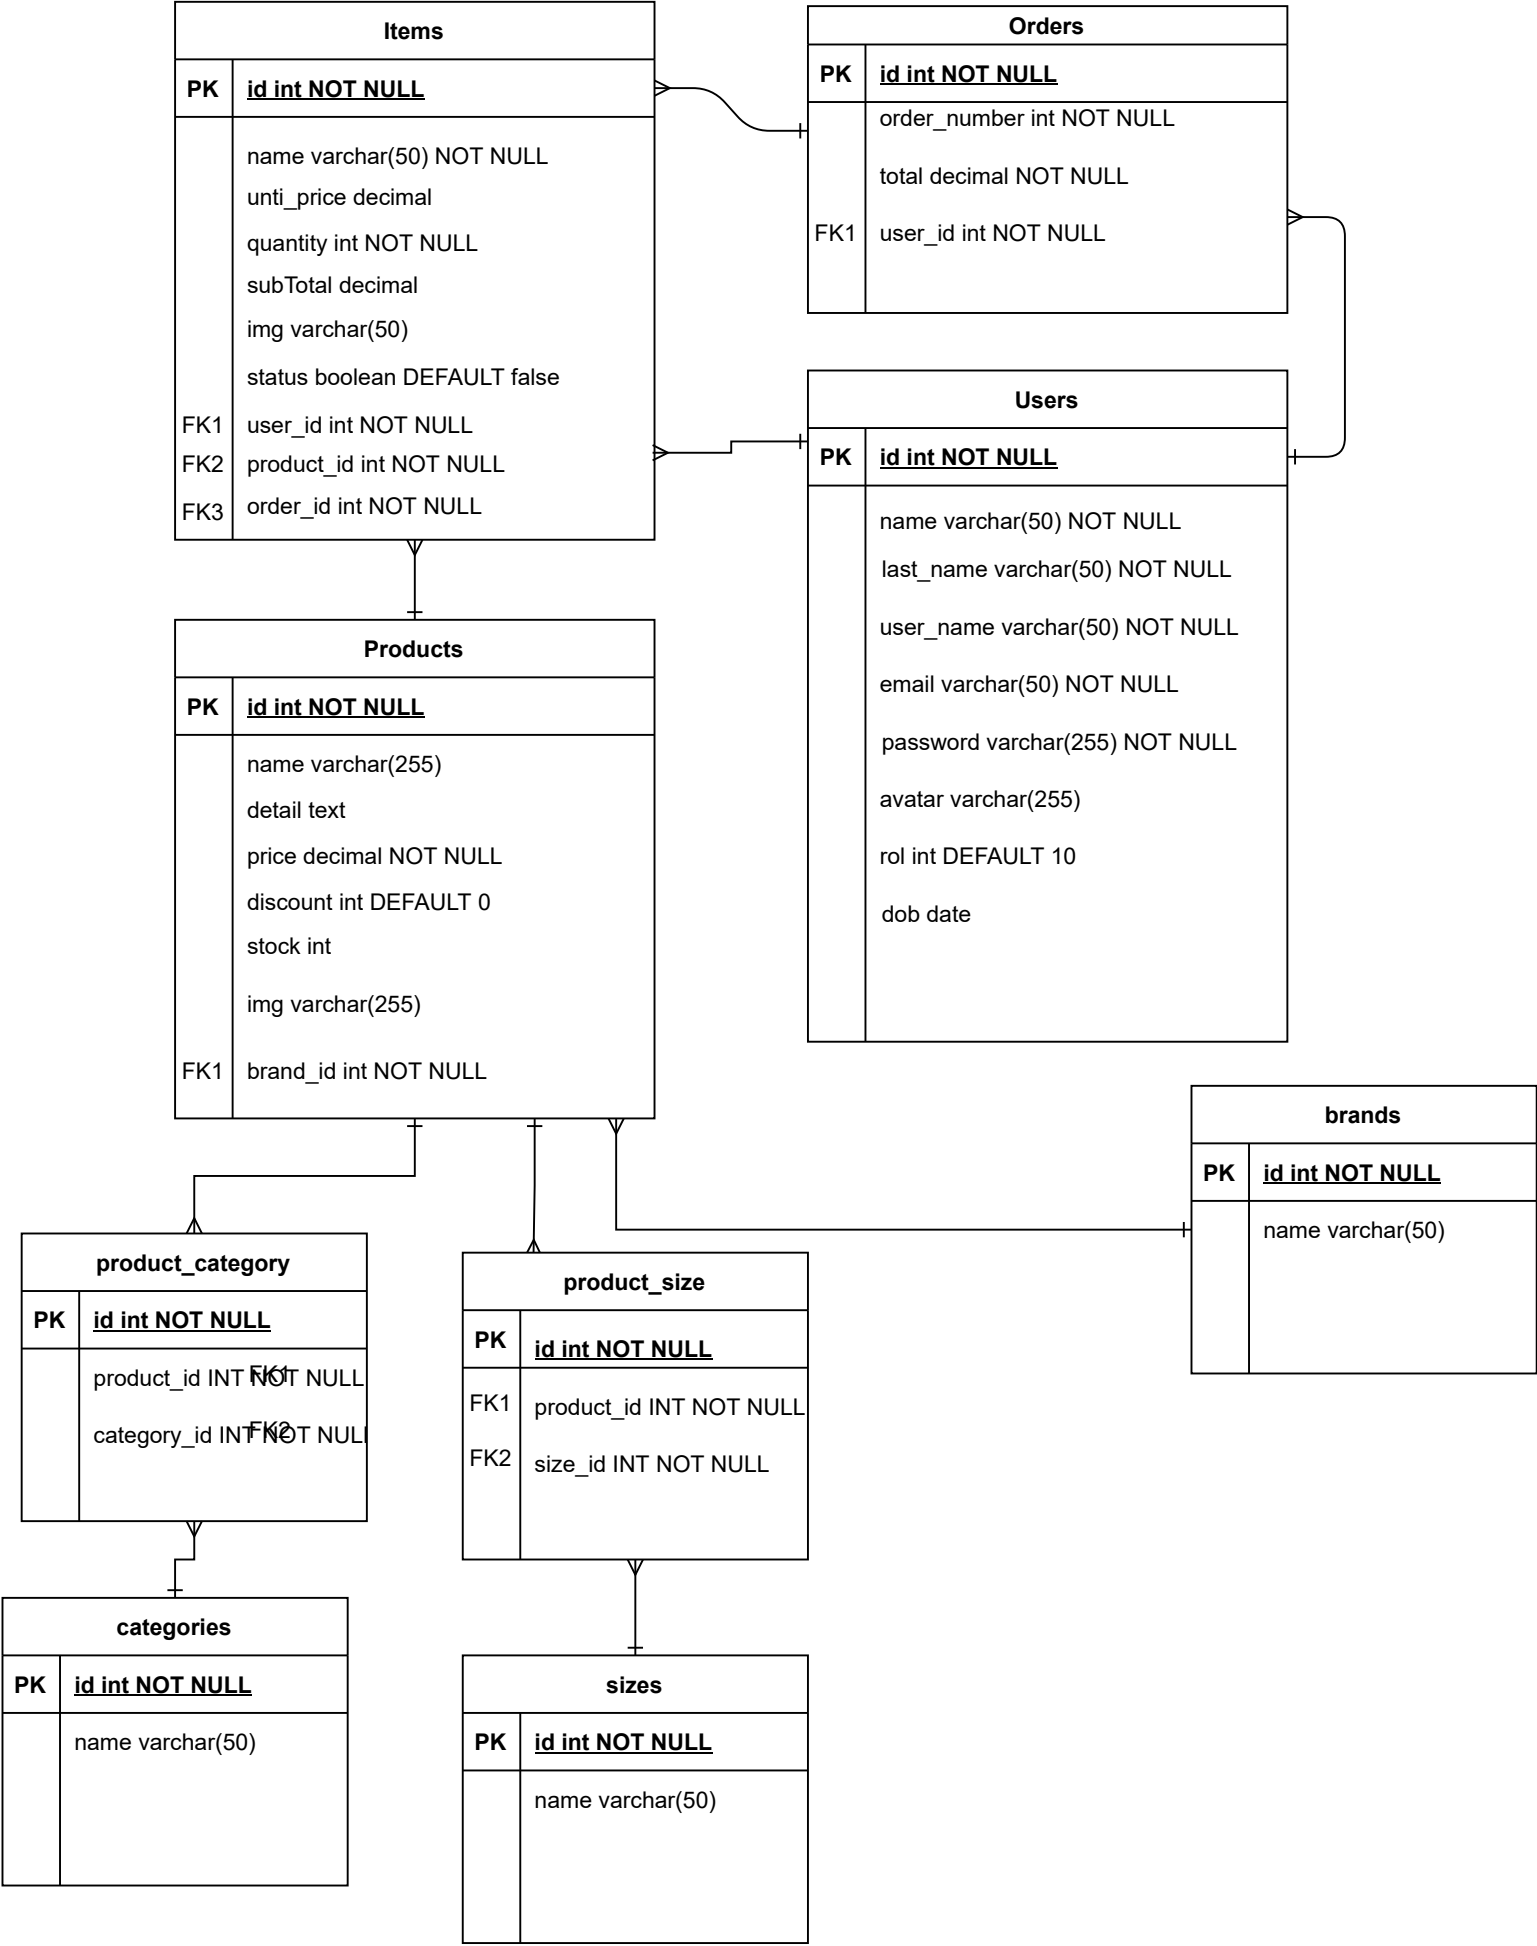 Items
PK id int NOT NULL
name varchar(50) NOT NULL
unti_price decimal
quantity int NOT NULL
subTotal decimal
img varchar(50)
status boolean DEFAULT false
FK1 user_id int NOT NULL
FK2 product_id int NOT NULL
FK3 order_id int NOT NULL
Orders
PK id int NOT NULL
order_number int NOT NULL
total decimal NOT NULL
FK1 user_id int NOT NULL
Users
PK id int NOT NULL
name varchar(50) NOT NULL
last_name varchar(50) NOT NULL
user_name varchar(50) NOT NULL
email varchar(50) NOT NULL
password varchar(255) NOT NULL
avatar varchar(255)
rol int DEFAULT 10
dob date
Products
PK id int NOT NULL
name varchar(255)
detail text
price decimal NOT NULL
discount int DEFAULT 0
stock int
img varchar(255)
FK1 brand_id int NOT NULL
brands
PK id int NOT NULL
name varchar(50)
product_category
PK id int NOT NULL
product_id INT NOT NULL FK1
category_id INT NOT NULL FK2
product_size
PK id int NOT NULL
FK1 product_id INT NOT NULL
FK2 size_id INT NOT NULL
categories
PK id int NOT NULL
name varchar(50)
sizes
PK id int NOT NULL
name varchar(50)